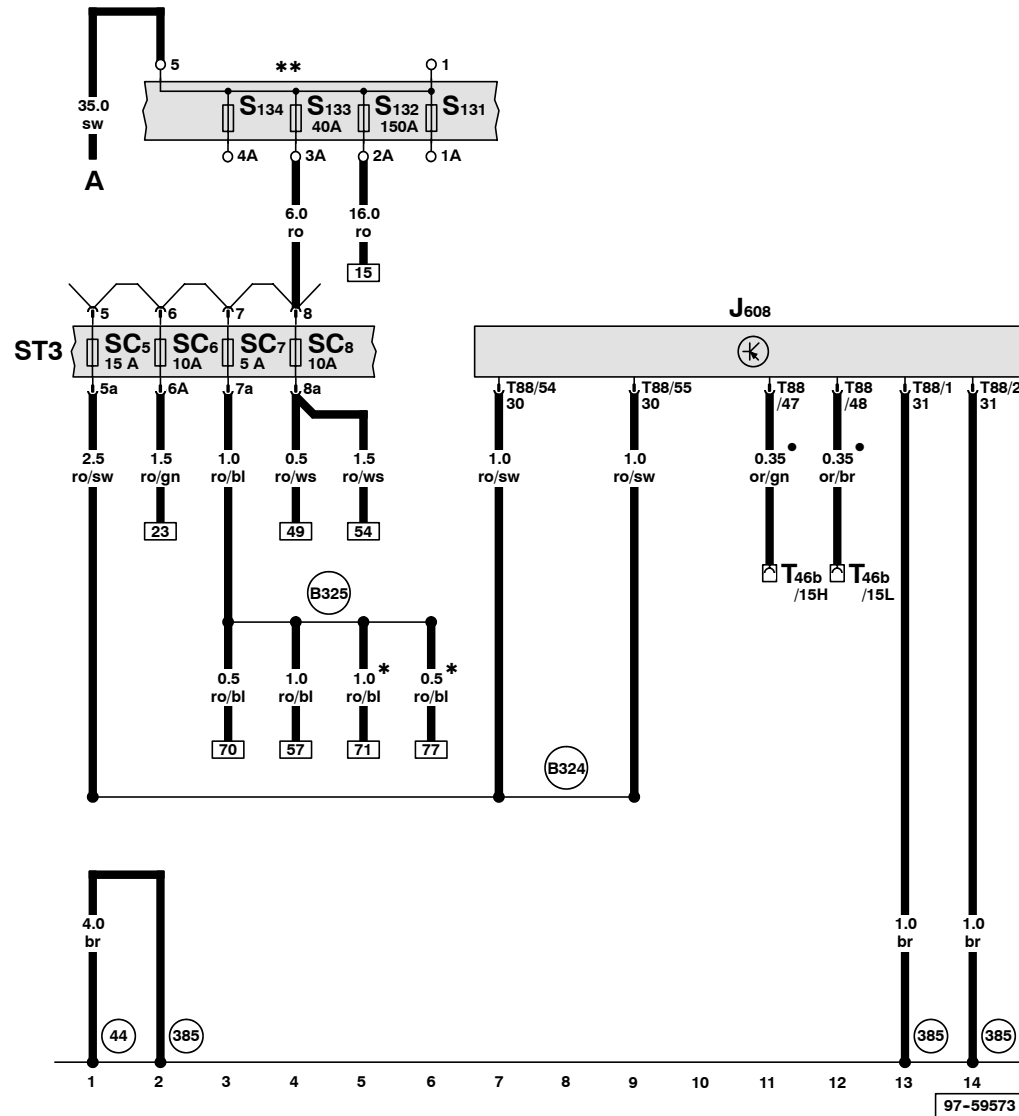 5 ** 1
35.0
sw
S134 S133 S132 S131
40A 150A
4A 3A 2A 1A
A
6.0
ro
16.0
ro
15
5 6 7 8
J608
ST3 SC5 SC6 SC7 SC8
15 A 10A 5 A 10A
5a 6A 7a 8a
T88/54
30
T88/55
30
T88
/47
T88
/48
T88/1
31
T88/2
31
2.5
ro/sw
1.5
ro/gn
1.0
ro/bl
0.5
ro/ws
1.5
ro/ws
1.0
ro/sw
1.0
ro/sw
0.35 •
or/gn
0.35 •
or/br
23
49
54
T46b
/15H
T46b
/15L
B325
0.5
ro/bl
1.0
ro/bl
1.0 *
ro/bl
0.5 *
ro/bl
70
57
71
77
B324
4.0
br
1.0
br
1.0
br
44
385
385
385
1 2 3 4 5 6 7 8 9 10 11 12 13 14
97-59573